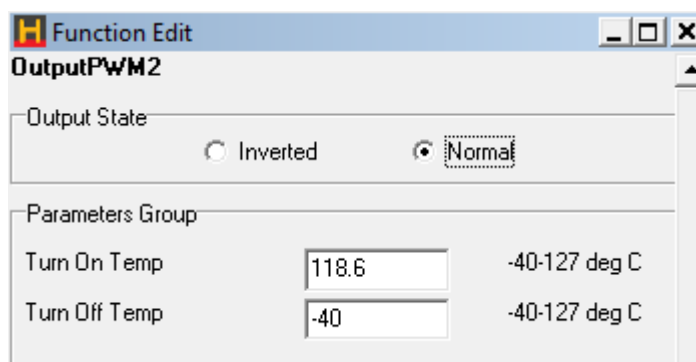 H Function Edit
OutputPWM2
Output State
Inverted Normal
Parameters Group
Turn On Temp 118.6 -40-127 deg C
Turn Off Temp -40 -40-127 deg C